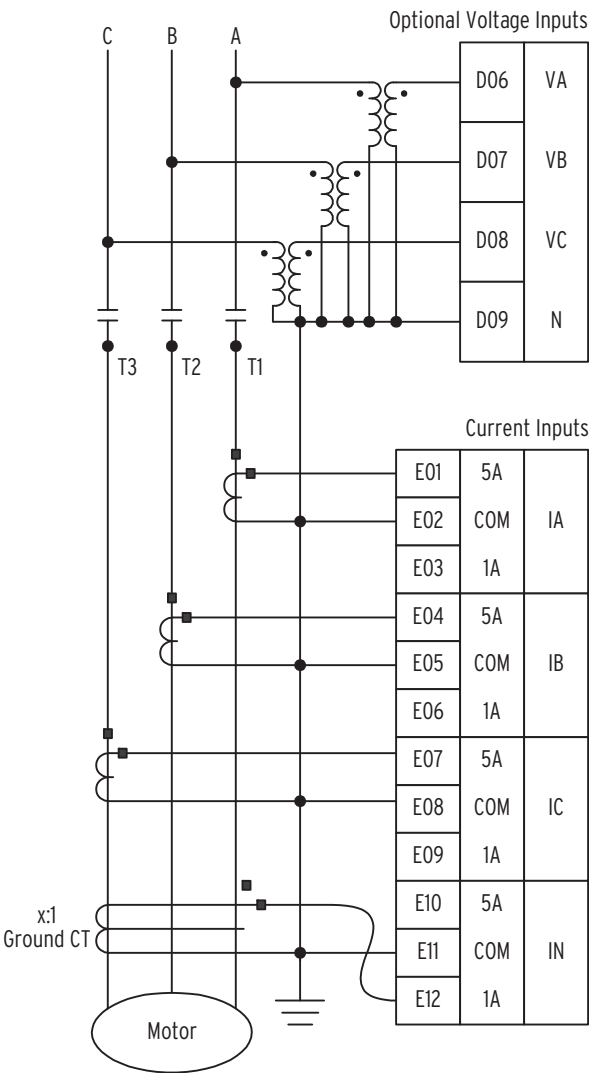 Optional Voltage Inputs
C B A
D06 VA
D07 VB
D08 VC
D09 N
T3 T2 T1
Current Inputs
E01 5A
E02 COM IA
E03 1A
E04 5A
E05 COM IB
E06 1A
E07 5A
E08 COM IC
E09 1A
E10 5A
x:1
Ground CT
E11 COM IN
E12 1A
Motor